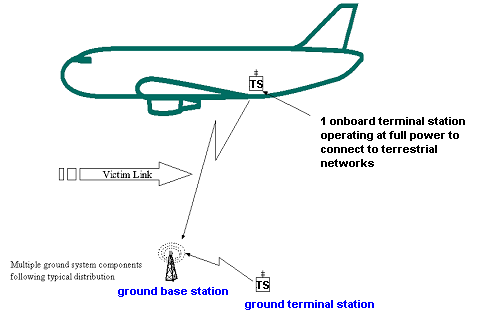 TS
1 onboard terminal station
operating at full power to
connect to terrestrial
networks
Victim Link
Multiple ground system components
following typical distribution
ground base station
TS
ground terminal station